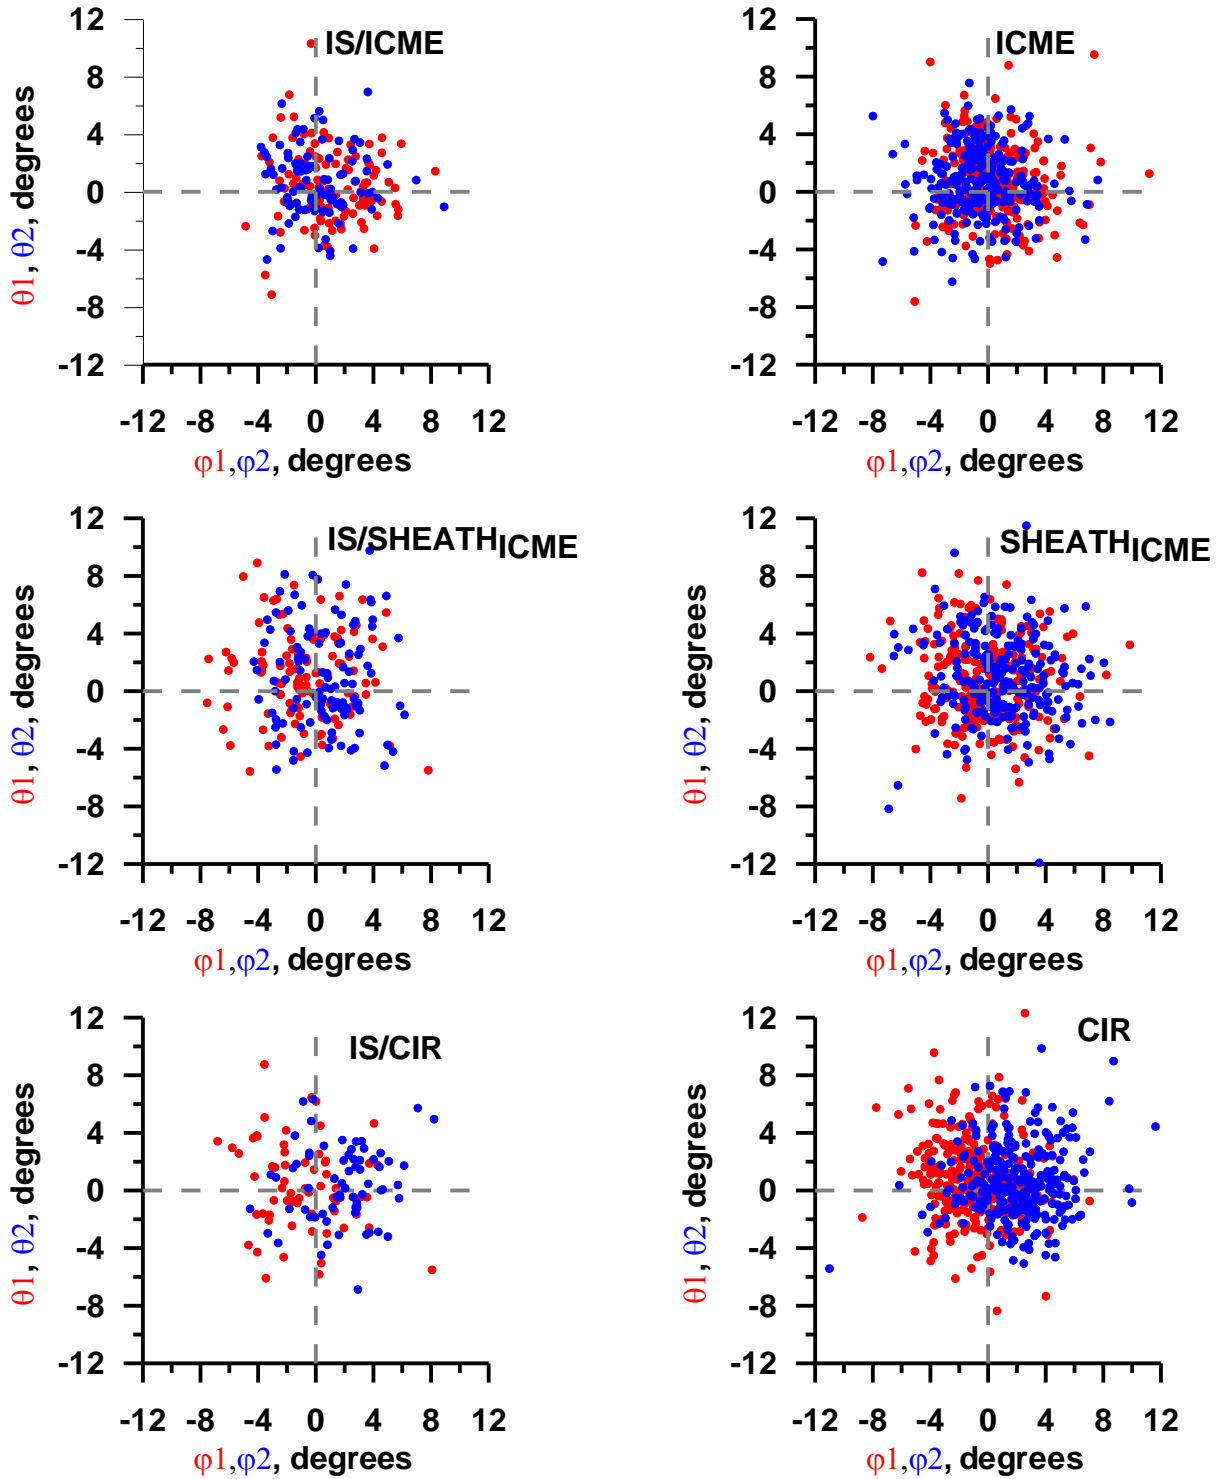 IS/ICME
12
8
4
0
-4
-8
-12
θ1, θ2, degrees
-12 -8 -4 0 4 8 12
φ1,φ2, degrees
ICME
12
8
4
0
-4
-8
-12
-12 -8 -4 0 4 8 12
φ1,φ2, degrees
IS/SHEATHICME
12
8
4
0
-4
-8
-12
θ1, θ2, degrees
-12 -8 -4 0 4 8 12
φ1,φ2, degrees
SHEATHICME
12
8
4
0
-4
-8
-12
θ1, θ2, degrees
-12 -8 -4 0 4 8 12
φ1,φ2, degrees
IS/CIR
12
8
4
0
-4
-8
-12
θ1, θ2, degrees
-12 -8 -4 0 4 8 12
φ1,φ2, degrees
CIR
12
8
4
0
-4
-8
-12
θ1, θ2, degrees
-12 -8 -4 0 4 8 12
φ1,φ2, degrees